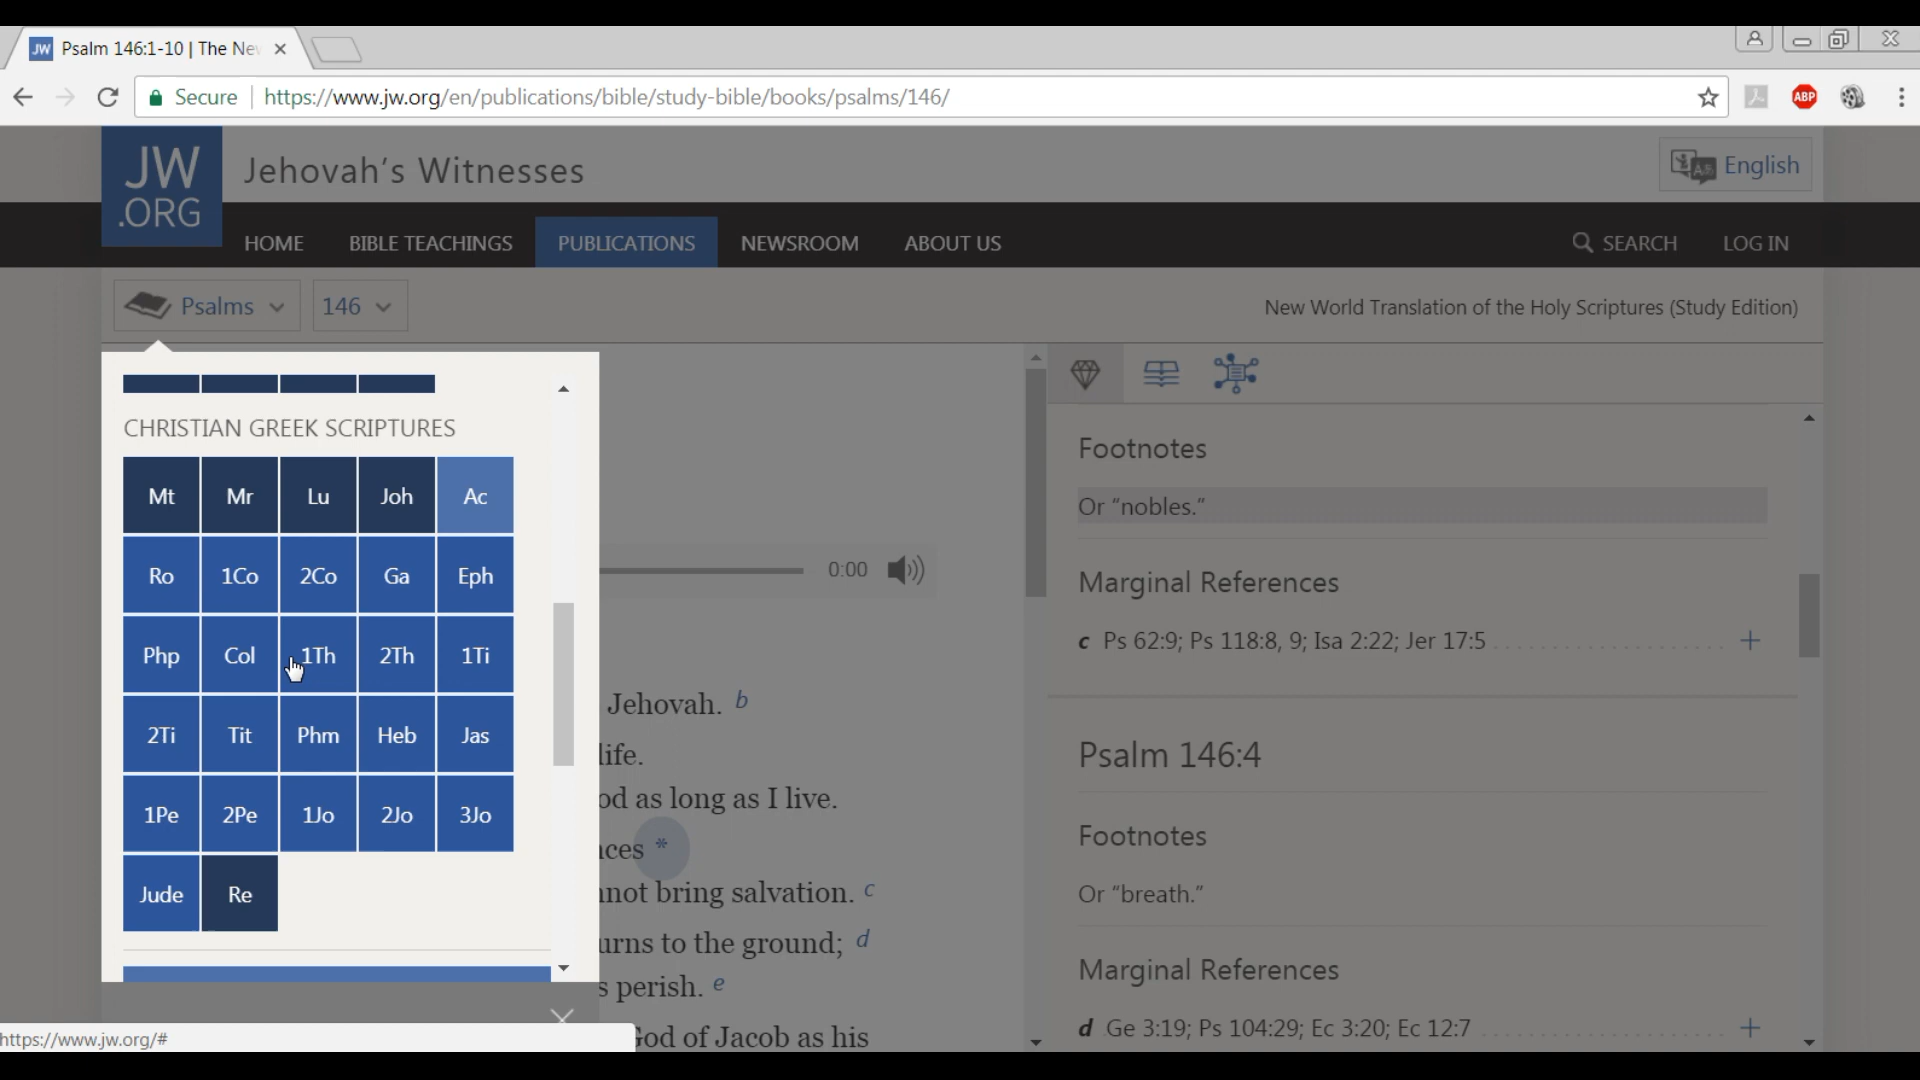 JW Psalm 146:1-10 | The Ne
Secure https://www.jw.org/en/publications/bible/study-bible/books/psalms/146/
ABP
JW
.ORG
Jehovah's Witnesses
English
HOME BIBLE TEACHINGS PUBLICATIONS NEWSROOM ABOUT US SEARCH LOG IN
Psalms 146
New World Translation of the Holy Scriptures (Study Edition)
CHRISTIAN GREEK SCRIPTURES
Mt Mr Lu Joh Ac
Ro 1Co 2Co Ga Eph
Php Col 1Th 2Th 1Ti
2Ti Tit Phm Heb Jas
1Pe 2Pe 1Jo 2Jo 3Jo
Jude Re
0:00
Jehovah. b
life.
od as long as I live.
nces *
nnot bring salvation. c
urns to the ground; d
s perish. e
God of Jacob as his
Footnotes
Or “nobles.”
Marginal References
c Ps 62:9; Ps 118:8, 9; Isa 2:22; Jer 17:5
Psalm 146:4
Footnotes
Or “breath.”
Marginal References
d Ge 3:19; Ps 104:29; Ec 3:20; Ec 12:7
https://www.jw.org/#